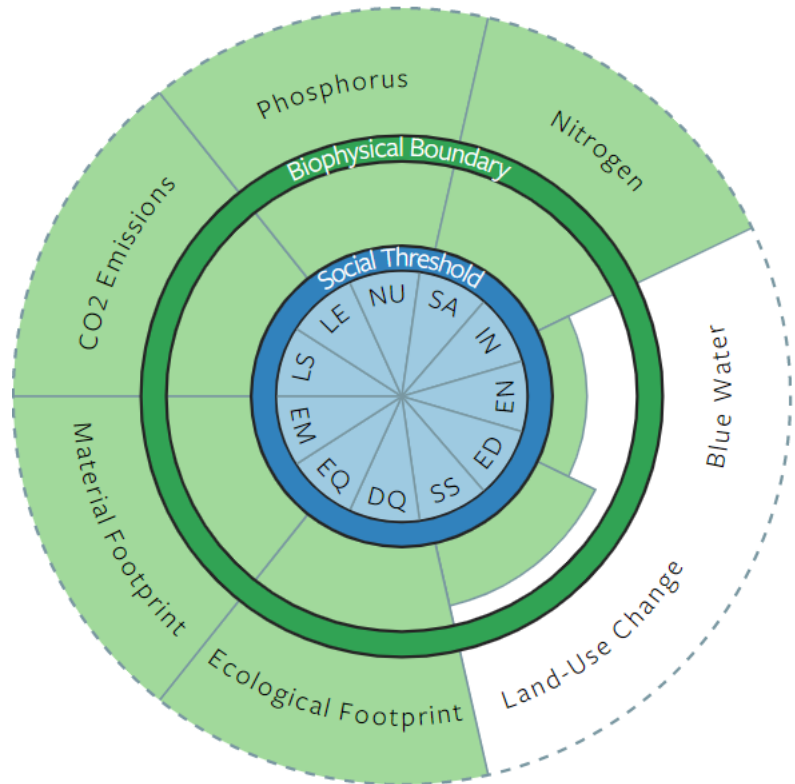 Phosphorus
Nitrogen
Blue Water
Land-Use Change
Ecological Footprint
Material Footprint
CO2 Emissions
Biophysical Boundary
Social Threshold
NU
SA
IN
EN
ED
SS
DQ
EQ
EM
LS
LE